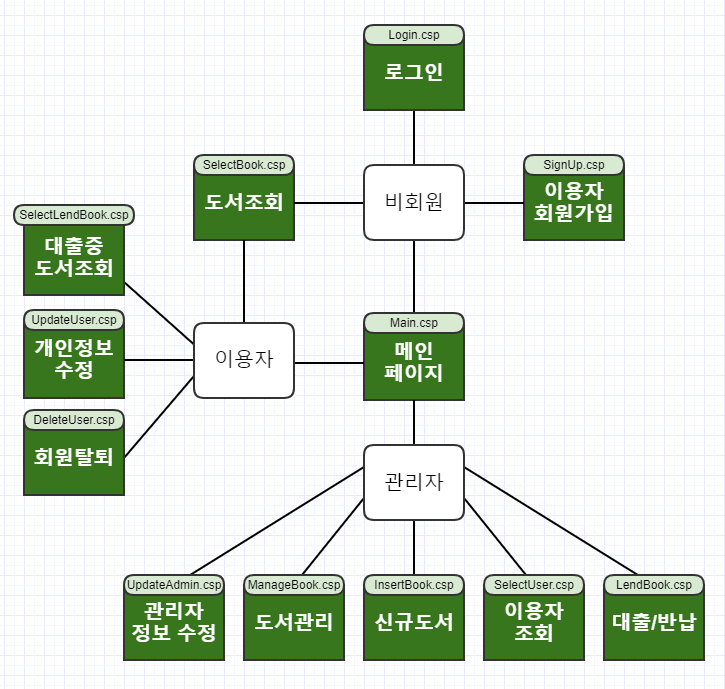 Login.csp
로그인
SelectBook.csp
도서조회
비회원
SignUp.csp
이용자
회원가입
SelectLendBook.csp
대출중
도서조회
UpdateUser.csp
개인정보
수정
DeleteUser.csp
회원탈퇴
이용자
Main.csp
메인
페이지
관리자
UpdateAdmin.csp
관리자
정보 수정
ManageBook.csp
도서관리
InsertBook.csp
신규도서
SelectUser.csp
이용자
조회
LendBook.csp
대출/반납